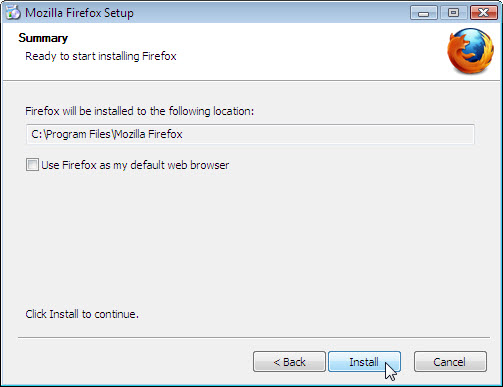 Mozilla Firefox Setup
Summary
Ready to start installing Firefox
Firefox will be installed to the following location:
C:\Program Files\Mozilla Firefox
Use Firefox as my default web browser
Click Install to continue.
< Back Install Cancel